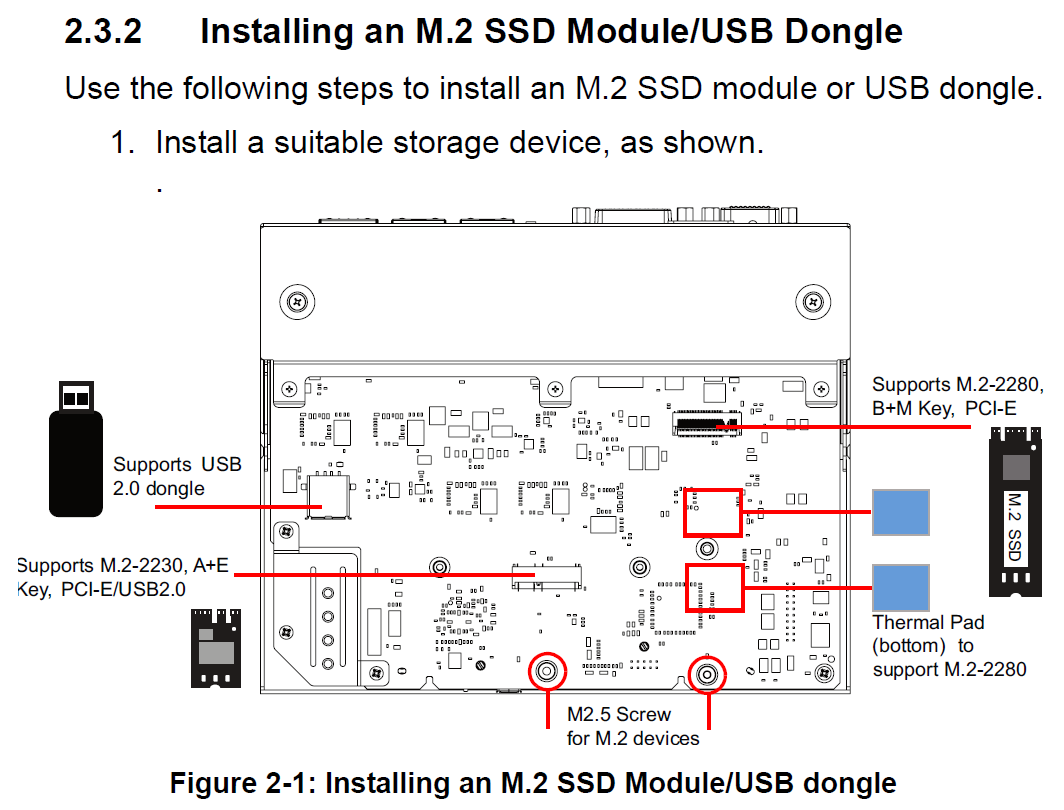 2.3.2 Installing an M.2 SSD Module/USB Dongle
Use the following steps to install an M.2 SSD module or USB dongle.
1. Install a suitable storage device, as shown.
.
Supports M.2-2280,
B+M Key, PCI-E
Supports USB
2.0 dongle
M.2 SSD
Supports M.2-2230, A+E
Key, PCI-E/USB2.0
Thermal Pad
(bottom) to
support M.2-2280
M2.5 Screw
for M.2 devices
Figure 2-1: Installing an M.2 SSD Module/USB dongle